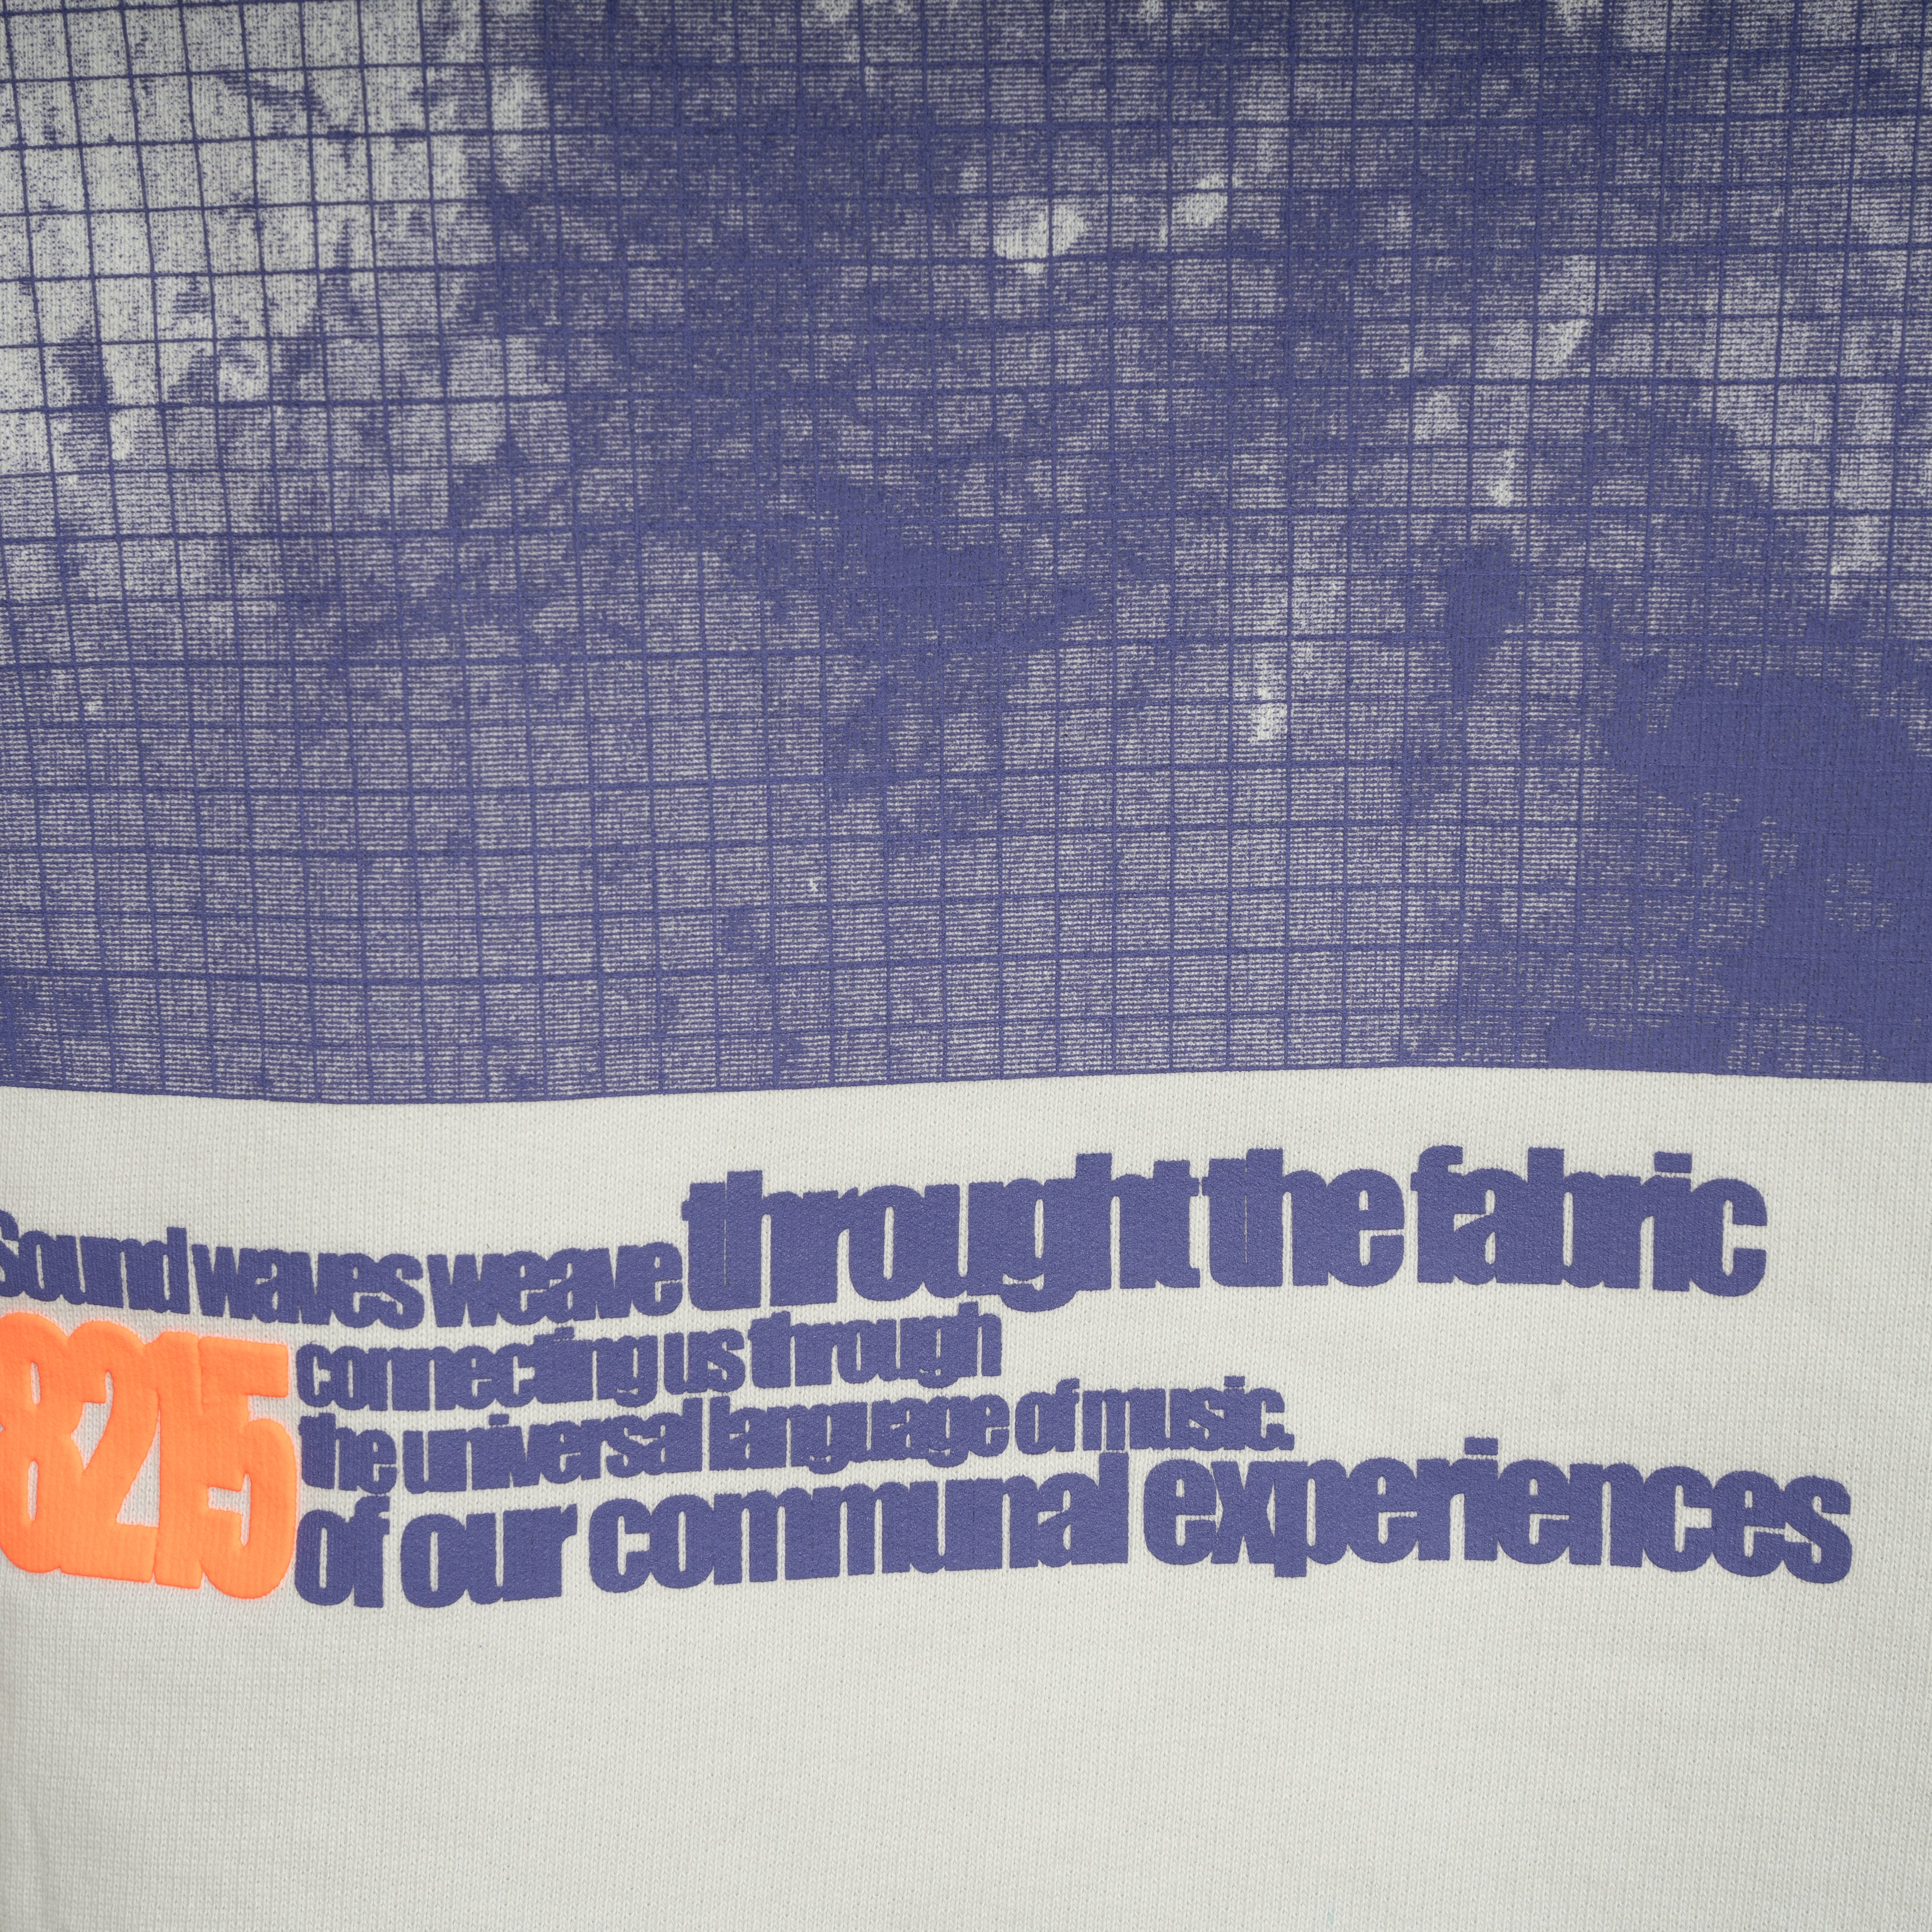 Sound waves weave throught the fabric
8215
connecting us through
the universal language of music.
of our communal experiences